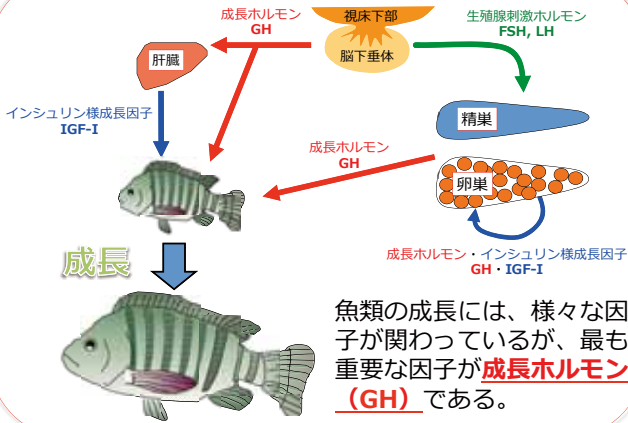 成長ホルモン
GH
視床下部
脳下垂体
生殖腺刺激ホルモン
FSH, LH
肝臓
インシュリン様成長因子
IGF-I
精巣
成長ホルモン
GH
卵巣
成長ホルモン・インシュリン様成長因子
GH・IGF-I
成長
魚類の成長には、様々な因
子が関わっているが、最も
重要な因子が成長ホルモン
（GH）である。